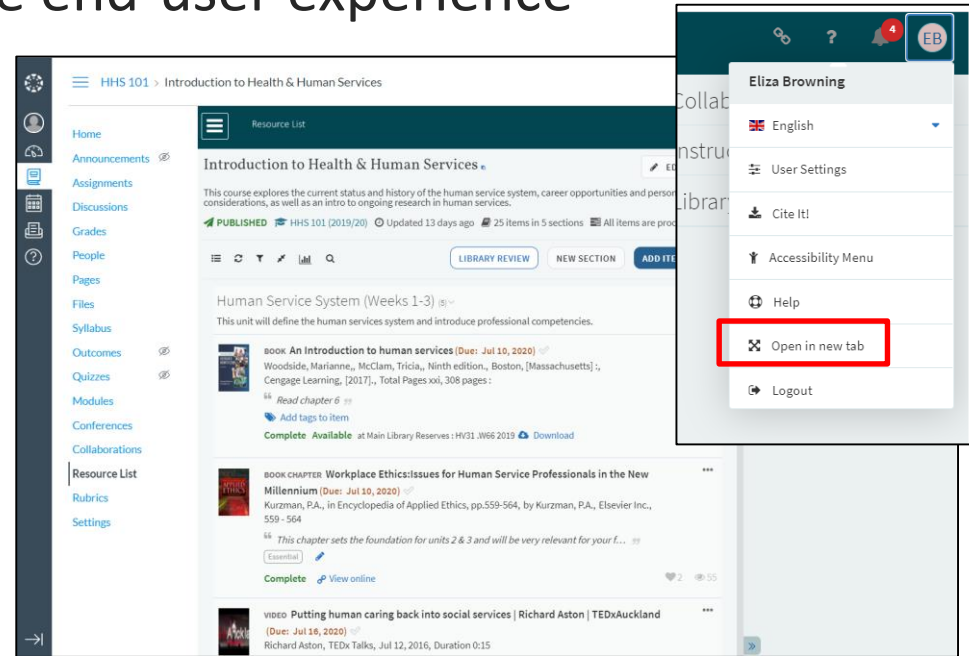 e end-user experience
HHS 101 > Introduction to Health & Human Services
Home
Announcements
Assignments
Discussions
Grades
People
Pages
Files
Syllabus
Outcomes
Quizzes
Modules
Conferences
Collaborations
Resource List
Rubrics
Settings
Resource List
Introduction to Health & Human Services
This course explores the current status and history of the human service system, career opportunities and person
considerations, as well as an intro to ongoing research in human services.
PUBLISHED HHS 101 (2019/20) Updated 13 days ago 25 items in 5 sections All items are proc
LIBRARY REVIEW NEW SECTION ADD ITE
Human Service System (Weeks 1-3) (5)
This unit will define the human services system and introduce professional competencies.
BOOK An Introduction to human services (Due: Jul 10, 2020)
Woodside, Marianne,, McClam, Tricia,, Ninth edition., Boston, [Massachusetts] :,
Cengage Learning, [2017]., Total Pages xxi, 308 pages :
“ Read chapter 6 ”
Add tags to item
Complete Available at Main Library Reserves : HV31 .W66 2019 Download
BOOK CHAPTER Workplace Ethics:Issues for Human Service Professionals in the New
Millennium (Due: Jul 10, 2020)
Kurzman, P.A., in Encyclopedia of Applied Ethics, pp.559-564, by Kurzman, P.A., Elsevier Inc.,
559 - 564
“ This chapter sets the foundation for units 2 & 3 and will be very relevant for your f... ”
Essential
Complete View online 2 55
VIDEO Putting human caring back into social services | Richard Aston | TEDxAuckland
(Due: Jul 16, 2020)
Richard Aston, TEDx Talks, Jul 12, 2016, Duration 0:15
4
EB
Collab
nstru
Librar
Eliza Browning
English
User Settings
Cite It!
Accessibility Menu
Help
Open in new tab
Logout